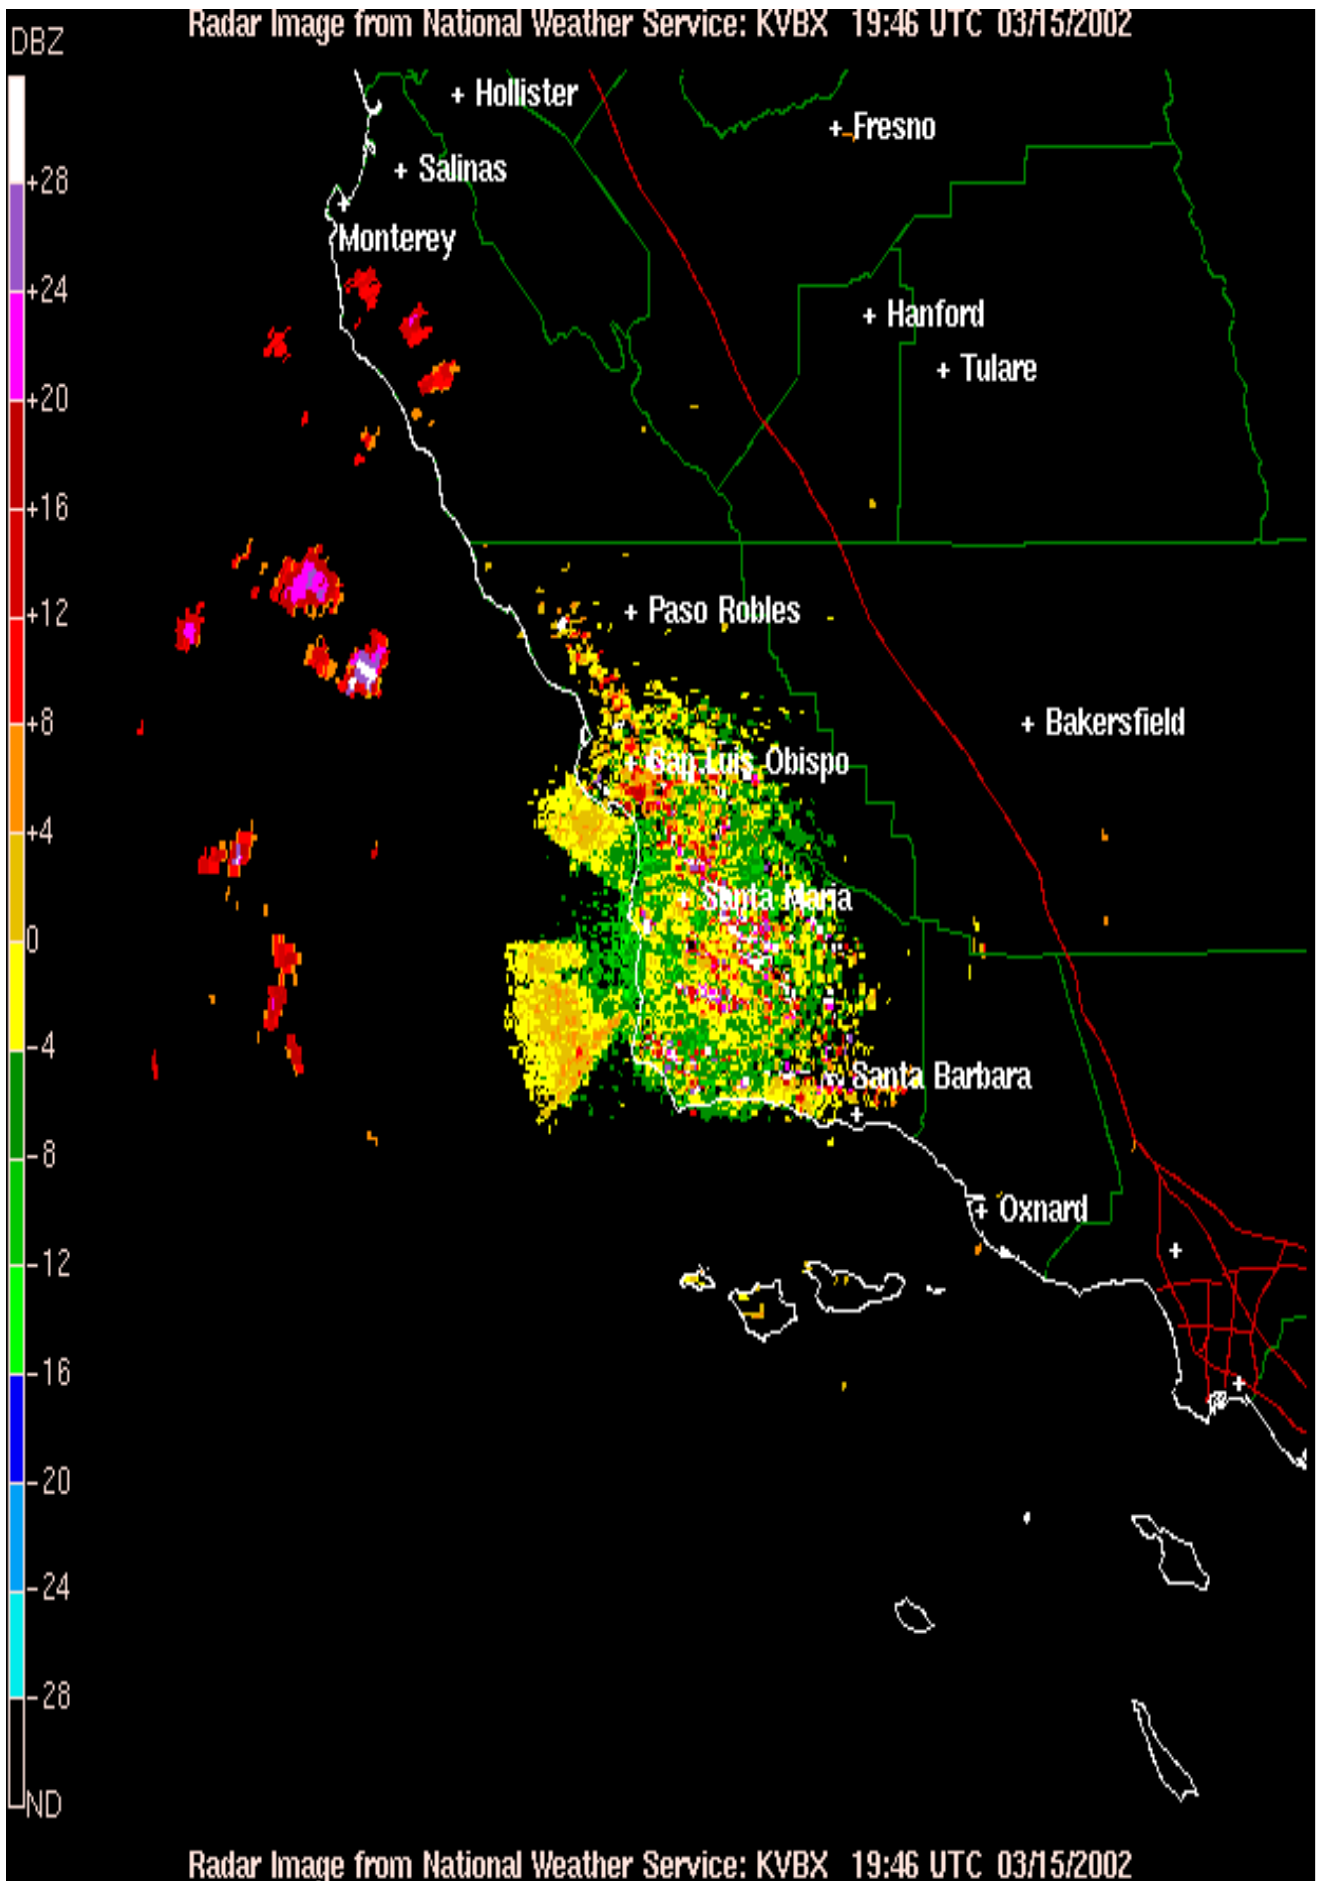 Radar Image from National Weather Service: KVBX 19:46 UTC 03/15/2002
DBZ
Hollister
Fresno
Salinas
+28
Monterey
+24
Hanford
Tulare
+20
+16
+12
Paso Robles
+8
Bakersfield
San Luis Obispo
+4
Santa Maria
0
-4
Santa Barbara
-8
Oxnard
-12
-16
-20
-24
-28
ND
Radar Image from National Weather Service: KVBX 19:46 UTC 03/15/2002